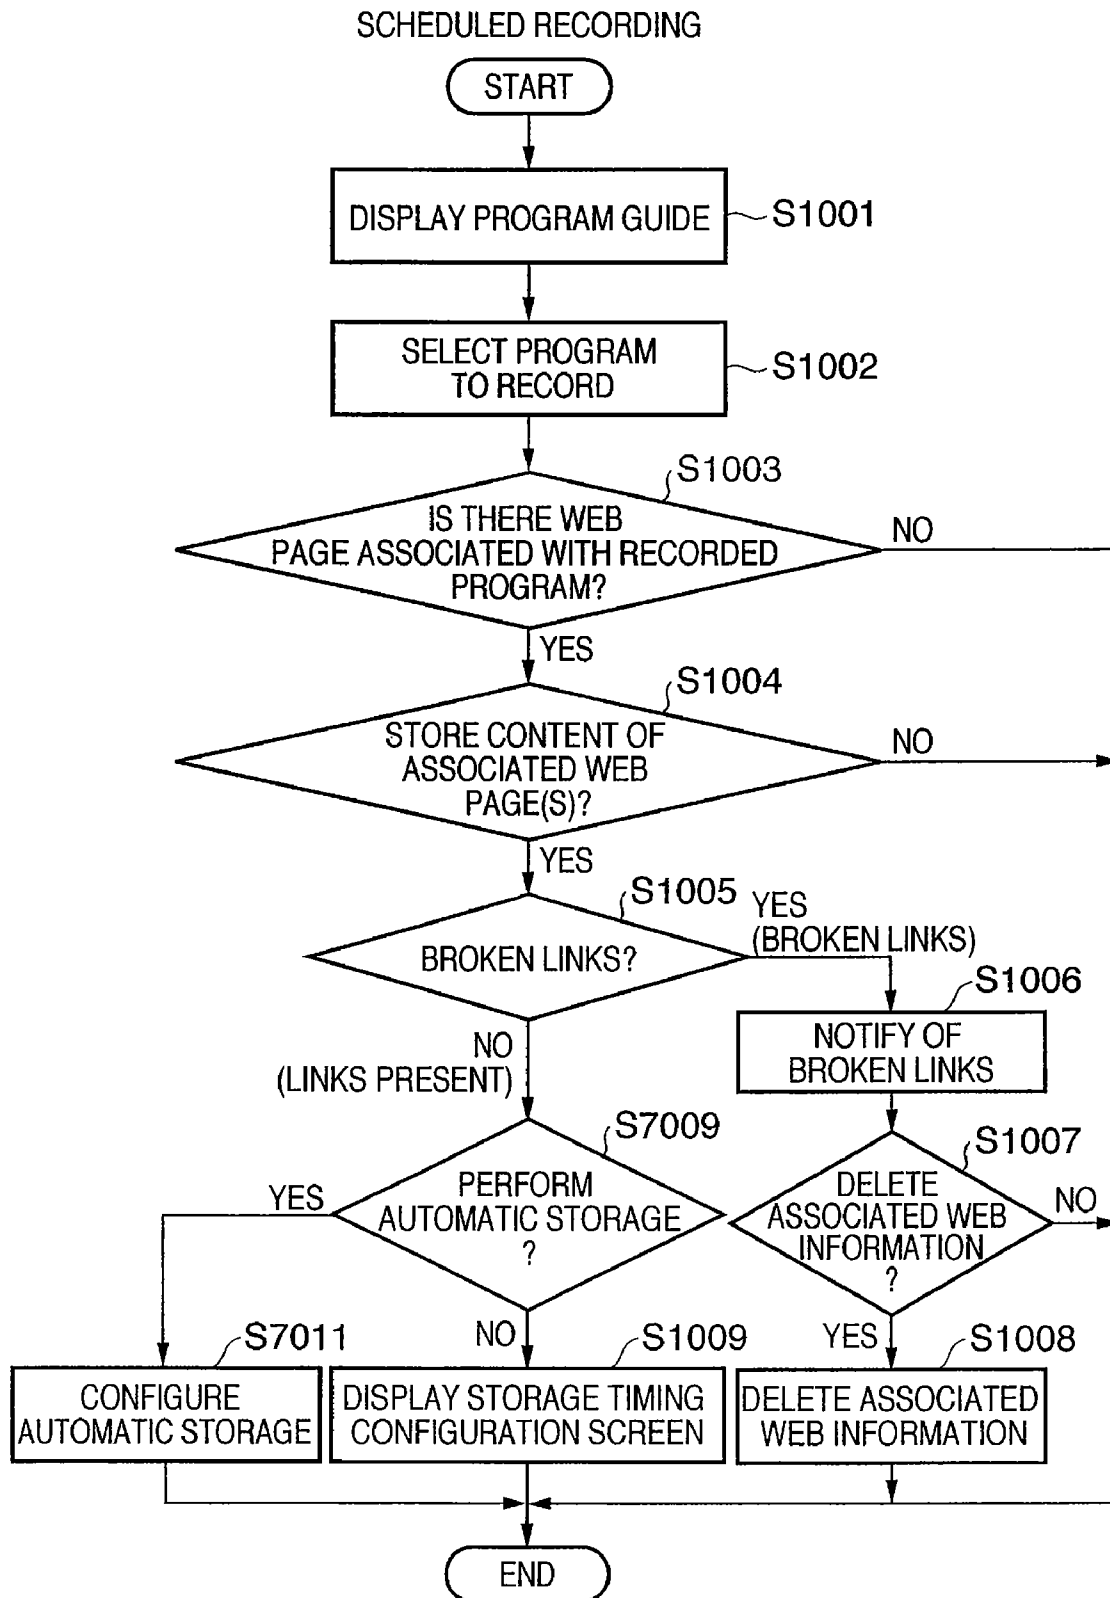 SCHEDULED RECORDING
START
DISPLAY PROGRAM GUIDE
S1001
SELECT PROGRAM
TO RECORD
S1002
S1003
IS THERE WEB
PAGE ASSOCIATED WITH RECORDED
PROGRAM?
NO
YES
S1004
STORE CONTENT OF
ASSOCIATED WEB
PAGE(S)?
NO
YES
S1005
BROKEN LINKS?
YES
(BROKEN LINKS)
NO
(LINKS PRESENT)
S1006
NOTIFY OF
BROKEN LINKS
S7009
PERFORM
AUTOMATIC STORAGE
?
YES
NO
S1007
DELETE
ASSOCIATED WEB
INFORMATION
?
NO
YES
S7011
CONFIGURE
AUTOMATIC STORAGE
S1009
DISPLAY STORAGE TIMING
CONFIGURATION SCREEN
S1008
DELETE ASSOCIATED
WEB INFORMATION
END